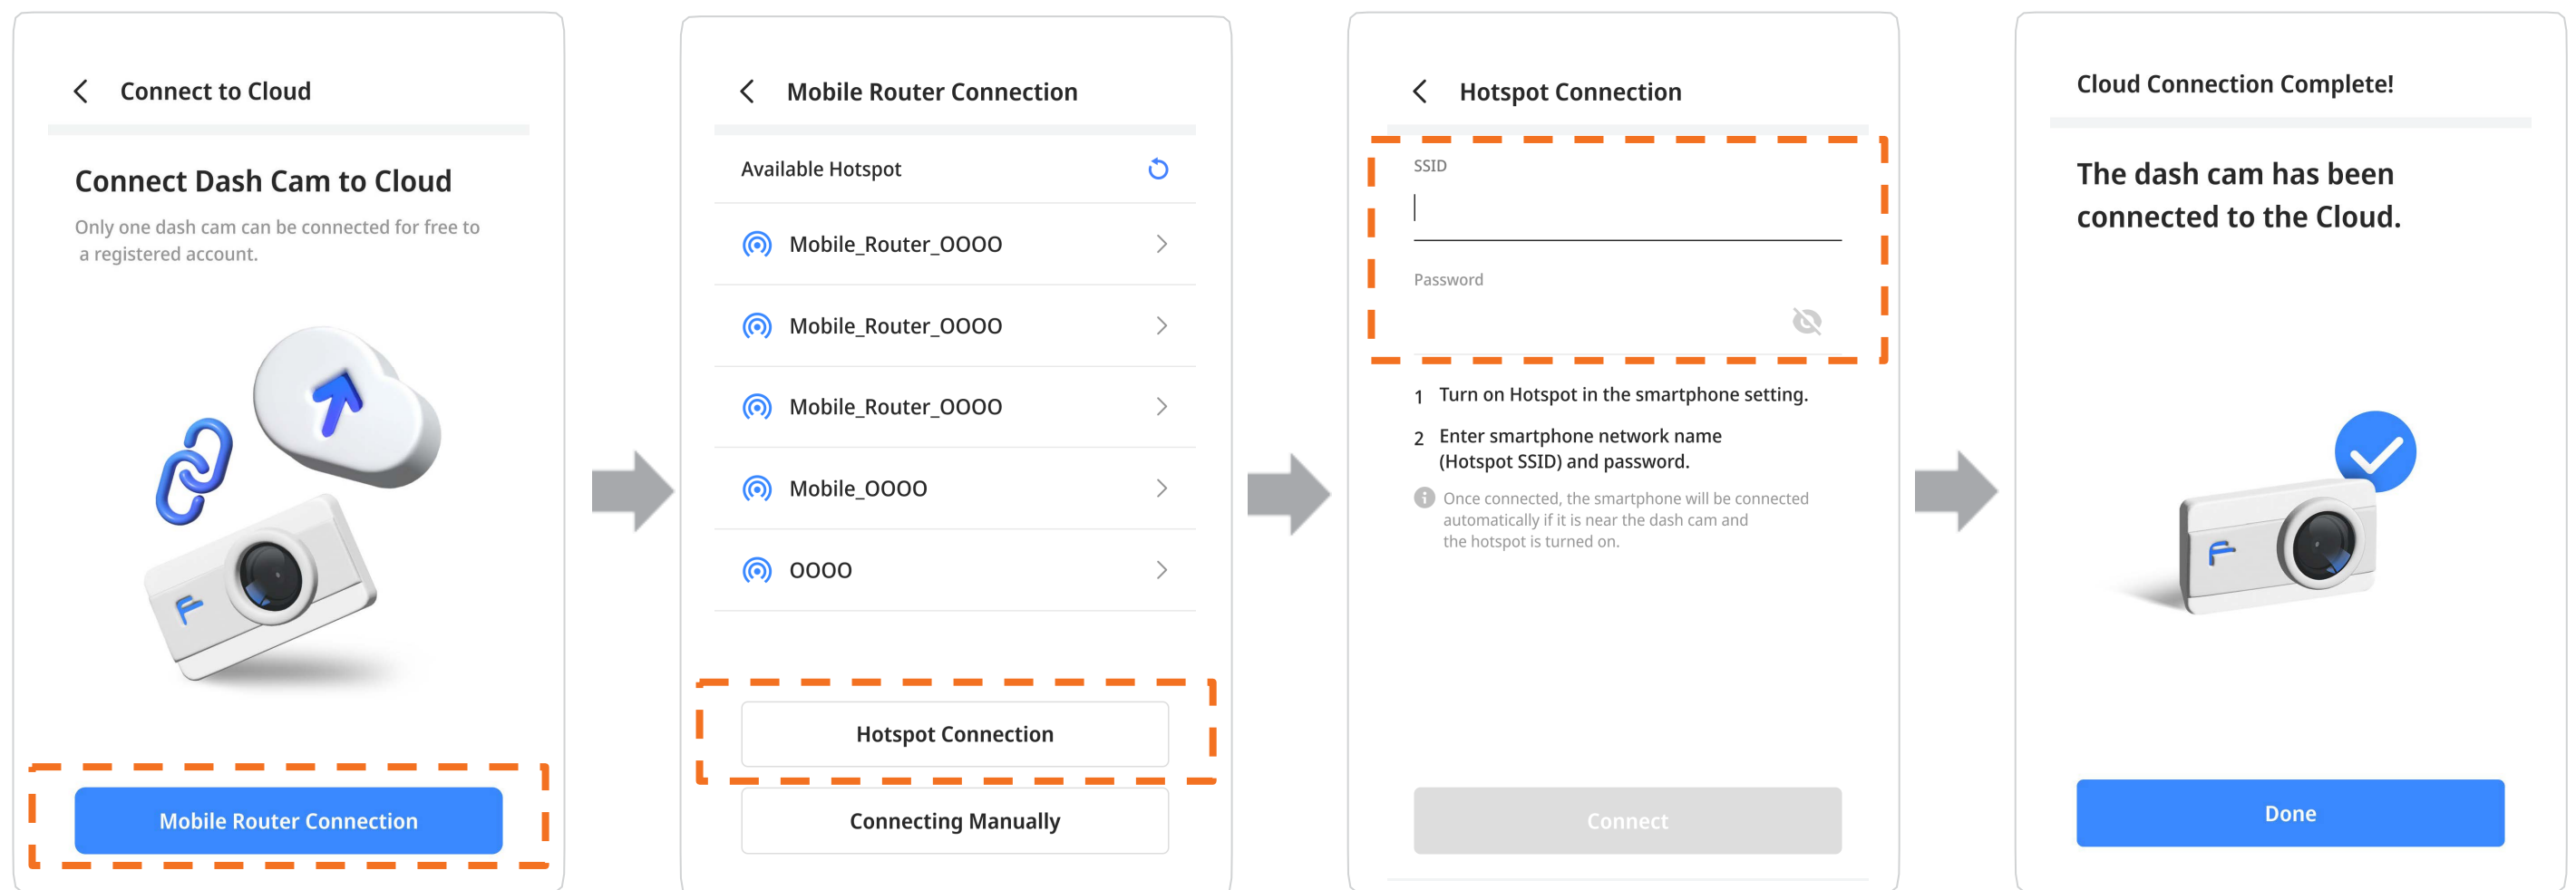 Connect to Cloud
Connect Dash Cam to Cloud
Only one dash cam can be connected for free to
a registered account.
F
Mobile Router Connection
Mobile Router Connection
Available Hotspot
Mobile_Router_OOOO
Mobile_Router_OOOO
Mobile_Router_OOOO
Mobile_OOOO
OOOO
Hotspot Connection
Connecting Manually
Hotspot Connection
SSID
Password
1 Turn on Hotspot in the smartphone setting.
2 Enter smartphone network name
(Hotspot SSID) and password.
Once connected, the smartphone will be connected
automatically if it is near the dash cam and
the hotspot is turned on.
Connect
Cloud Connection Complete!
The dash cam has been
connected to the Cloud.
F
Done